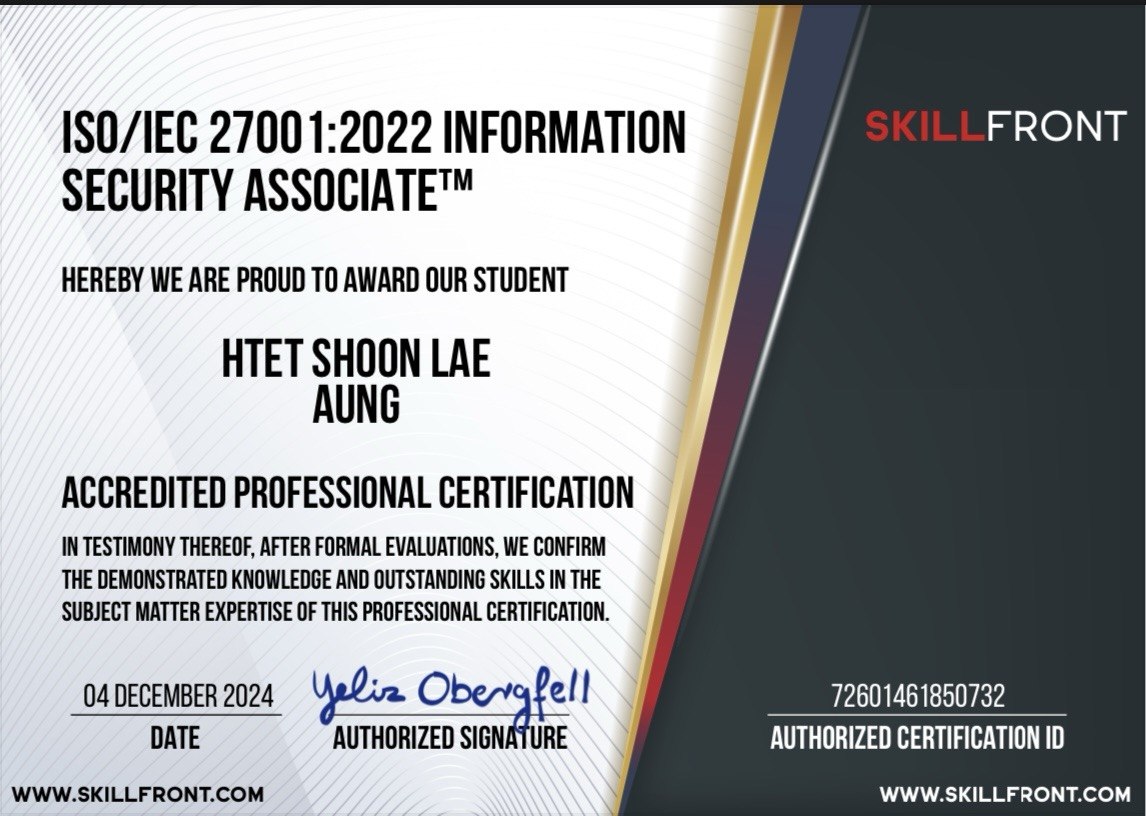 ISO/IEC 27001:2022 INFORMATION
SECURITY ASSOCIATE™
SKILLFRONT
HEREBY WE ARE PROUD TO AWARD OUR STUDENT
HTET SHOON LAE
AUNG
ACCREDITED PROFESSIONAL CERTIFICATION
IN TESTIMONY THEREOF, AFTER FORMAL EVALUATIONS, WE CONFIRM
THE DEMONSTRATED KNOWLEDGE AND OUTSTANDING SKILLS IN THE
SUBJECT MATTER EXPERTISE OF THIS PROFESSIONAL CERTIFICATION.
04 DECEMBER 2024
DATE
Yeliz Obergfell
AUTHORIZED SIGNATURE
72601461850732
AUTHORIZED CERTIFICATION ID
WWW.SKILLFRONT.COM
WWW.SKILLFRONT.COM